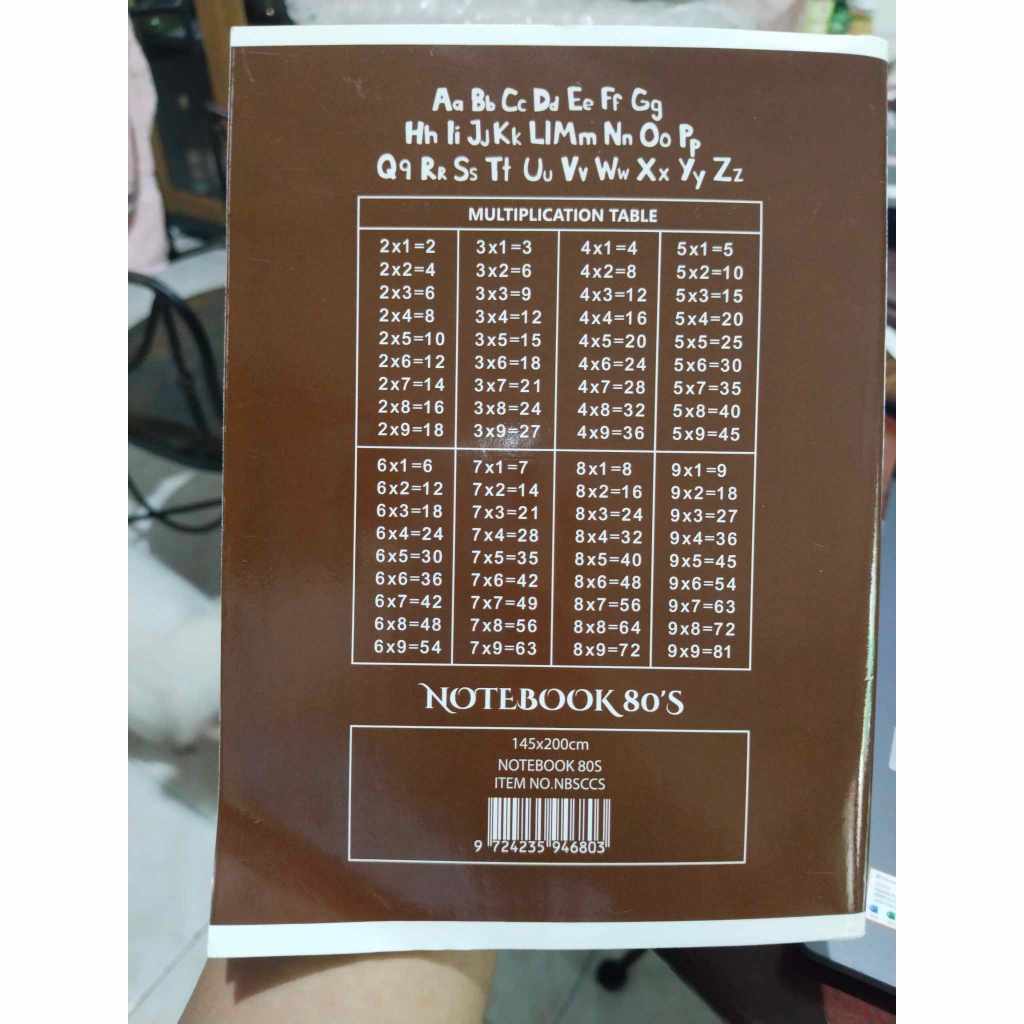 Aa Bb Cc Dd Ee Ff Gg
Hh Ii Jj Kk Ll Mm Nn Oo Pp
Qq Rr Ss Tt Uu Vv Ww Xx Yy Zz
MULTIPLICATION TABLE
2x1=2 3x1=3 4x1=4 5x1=5
2x2=4 3x2=6 4x2=8 5x2=10
2x3=6 3x3=9 4x3=12 5x3=15
2x4=8 3x4=12 4x4=16 5x4=20
2x5=10 3x5=15 4x5=20 5x5=25
2x6=12 3x6=18 4x6=24 5x6=30
2x7=14 3x7=21 4x7=28 5x7=35
2x8=16 3x8=24 4x8=32 5x8=40
2x9=18 3x9=27 4x9=36 5x9=45
6x1=6 7x1=7 8x1=8 9x1=9
6x2=12 7x2=14 8x2=16 9x2=18
6x3=18 7x3=21 8x3=24 9x3=27
6x4=24 7x4=28 8x4=32 9x4=36
6x5=30 7x5=35 8x5=40 9x5=45
6x6=36 7x6=42 8x6=48 9x6=54
6x7=42 7x7=49 8x7=56 9x7=63
6x8=48 7x8=56 8x8=64 9x8=72
6x9=54 7x9=63 8x9=72 9x9=81
NOTEBOOK 80'S
145x200cm
NOTEBOOK 80S
ITEM NO.NBSCCS
9 724235 946803